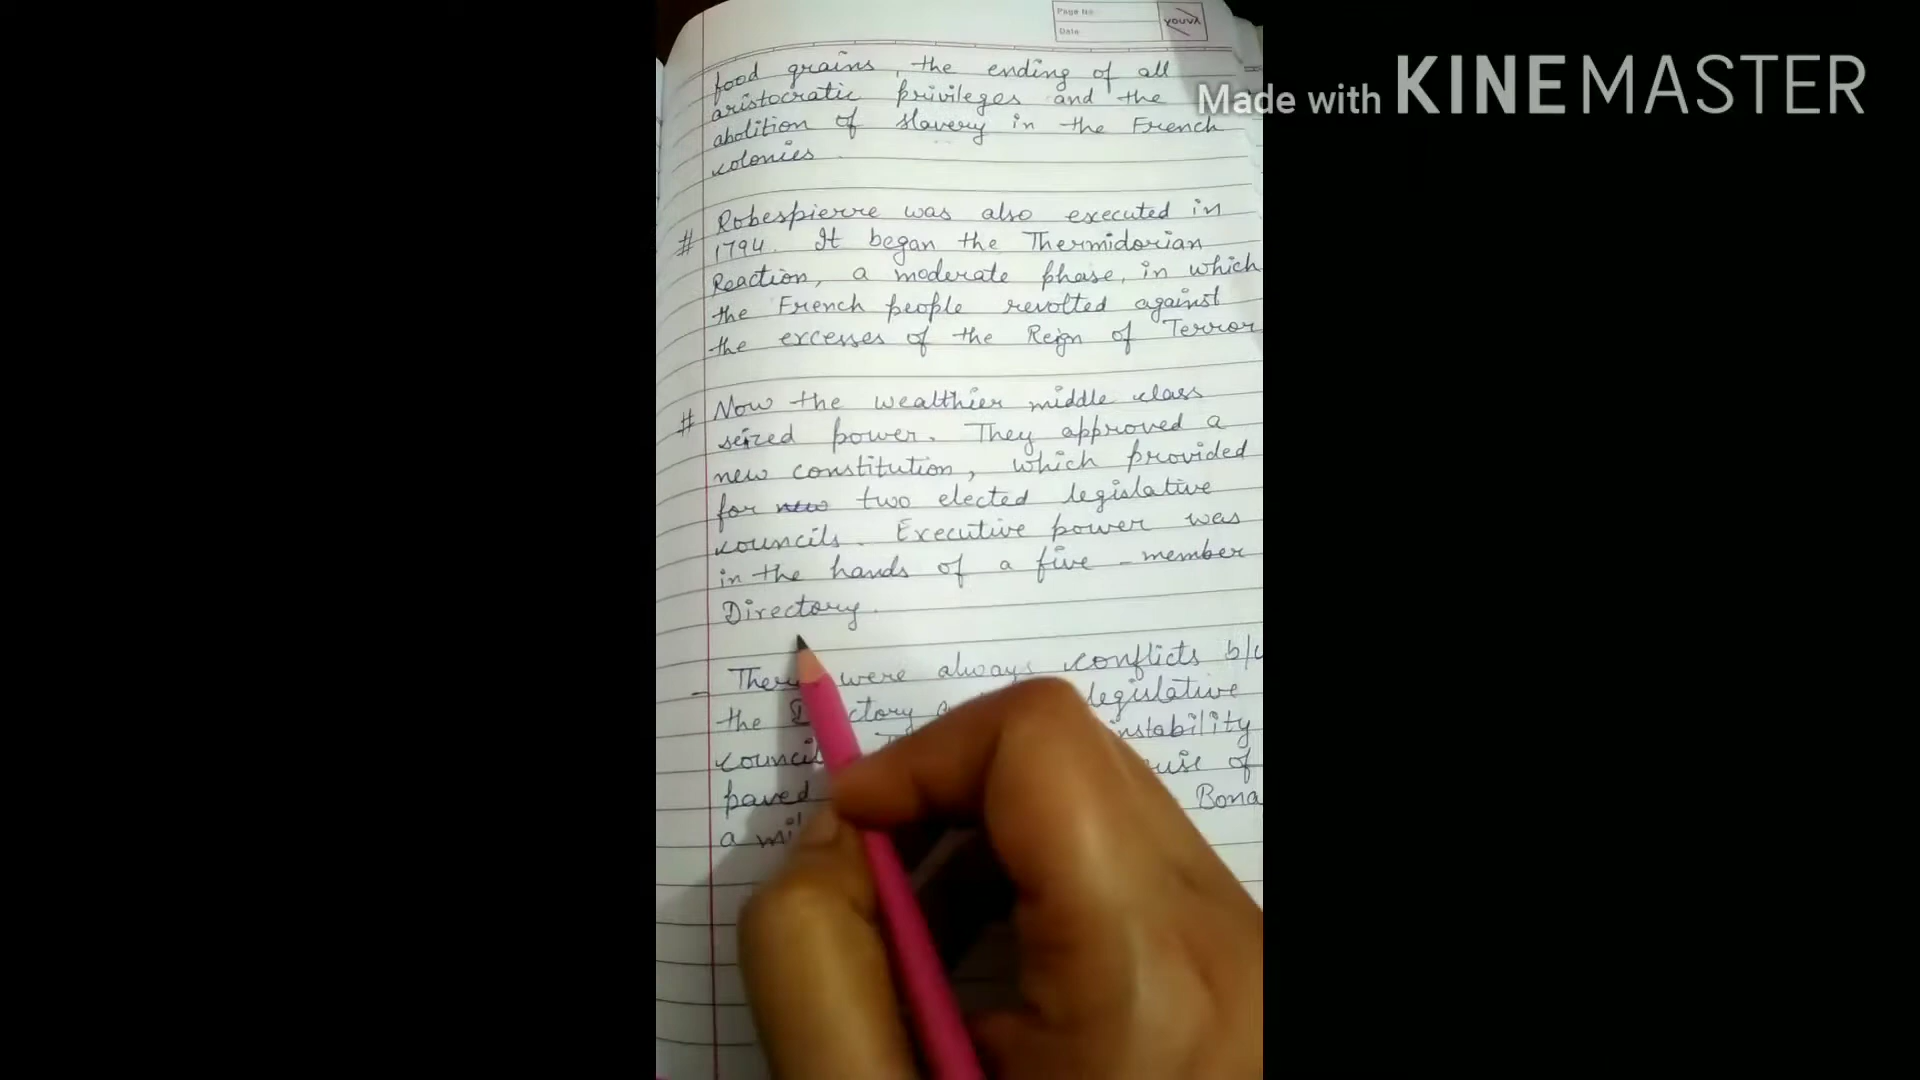 Page No
Date
YOUVA
Made with KINEMASTER
food grains, the ending of all
aristocratic privileges and the
abolition of slavery in the French
colonies.
# Robespierre was also executed in
1794. It began the Thermidorian
Reaction, a moderate phase, in which
the French people revolted against
the excesses of the Reign of Terror
# Now the wealthier middle class
seized power. They approved a
new constitution, which provided
for new two elected legislative
councils. Executive power was
in the hands of a five-member
Directory.
- There were always conflicts b/w
the Directory legislative
instability
paved of
a Bona